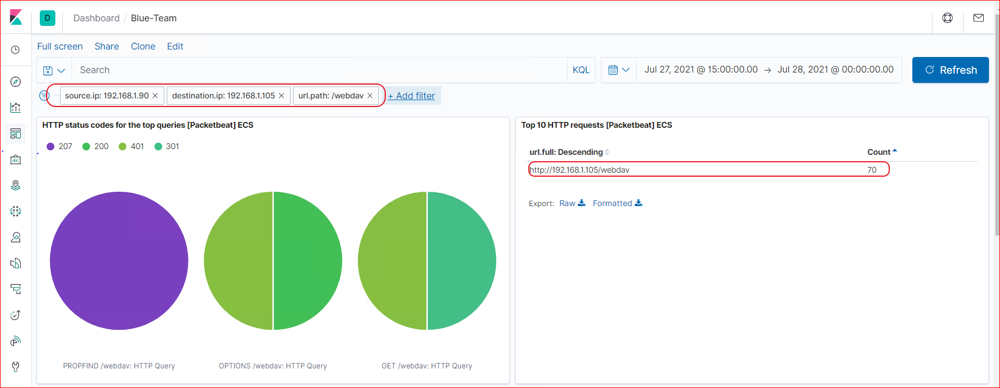 D Dashboard / Blue-Team
Full screen Share Clone Edit
Search KQL Jul 27, 2021 @ 15:00:00.00 → Jul 28, 2021 @ 00:00:00.00 Refresh
source.ip: 192.168.1.90 × destination.ip: 192.168.1.105 × url.path: /webdav × + Add filter
HTTP status codes for the top queries [Packetbeat] ECS
207 200 401 301
PROPFIND /webdav: HTTP Query OPTIONS /webdav: HTTP Query GET /webdav: HTTP Query
Top 10 HTTP requests [Packetbeat] ECS
url.full: Descending Count
http://192.168.1.105/webdav 70
Export: Raw Formatted